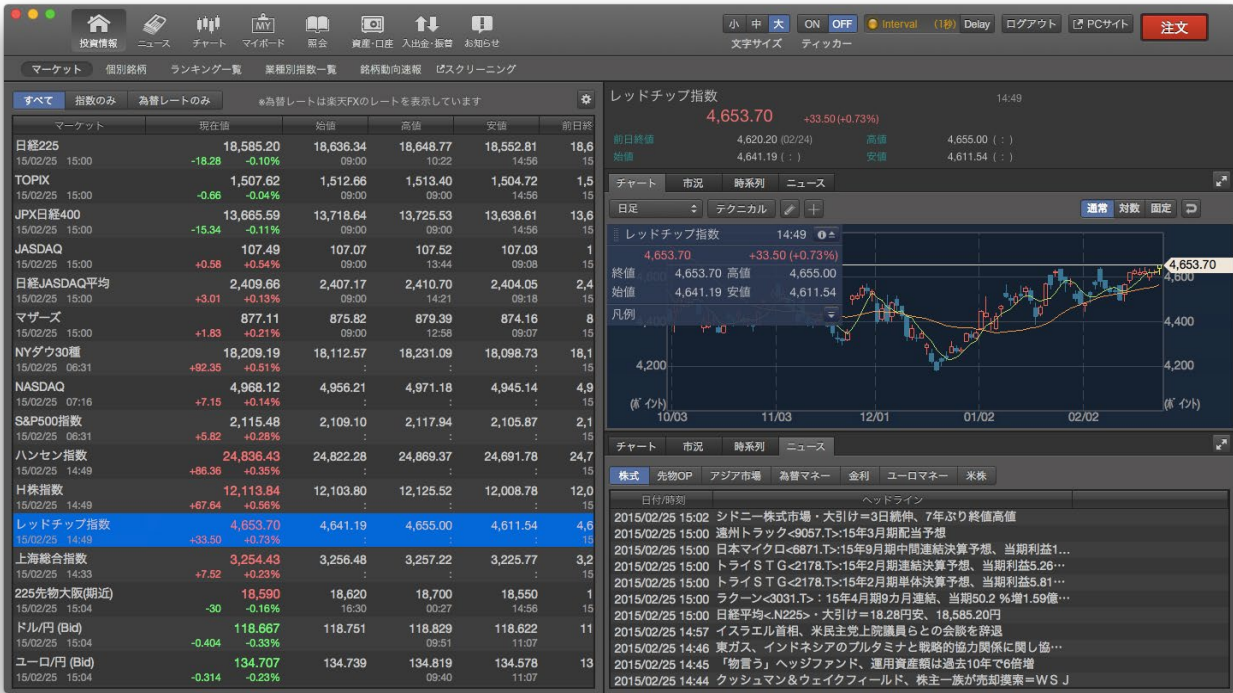 投資情報 ニュース チャート マイボード 照会 資産・口座 入出金・振替 お知らせ
MY
小 中 大 ON OFF Interval (1秒) Delay ログアウト PCサイト 注文
文字サイズ ティッカー
マーケット 個別銘柄 ランキング一覧 業種別指数一覧 銘柄動向速報 スクリーニング
すべて 指数のみ 為替レートのみ ※為替レートは楽天FXのレートを表示しています
マーケット 現在値 始値 高値 安値 前日終
日経225 18,585.20 18,636.34 18,648.77 18,552.81 18,6
15/02/25 15:00 -18.28 -0.10% 09:00 10:22 14:56 15
TOPIX 1,507.62 1,512.66 1,513.40 1,504.72 1,5
15/02/25 15:00 -0.66 -0.04% 09:00 09:00 14:56 15
JPX日経400 13,665.59 13,718.64 13,725.53 13,638.61 13,6
15/02/25 15:00 -15.34 -0.11% 09:00 09:00 14:56 15
JASDAQ 107.49 107.07 107.52 107.03 1
15/02/25 15:00 +0.58 +0.54% 09:00 13:44 09:08 15
日経JASDAQ平均 2,409.66 2,407.17 2,410.70 2,404.05 2,4
15/02/25 15:00 +3.01 +0.13% 09:00 14:21 09:18 15
マザーズ 877.11 875.82 879.39 874.16 8
15/02/25 15:00 +1.83 +0.21% 09:00 12:58 09:07 15
NYダウ30種 18,209.19 18,112.57 18,231.09 18,098.73 18,1
15/02/25 06:31 +92.35 +0.51% : : : 15
NASDAQ 4,968.12 4,956.21 4,971.18 4,945.14 4,9
15/02/25 07:16 +7.15 +0.14% : : : 15
S&P500指数 2,115.48 2,109.10 2,117.94 2,105.87 2,1
15/02/25 06:31 +5.82 +0.28% : : : 15
ハンセン指数 24,836.43 24,822.28 24,869.37 24,691.78 24,7
15/02/25 14:49 +86.36 +0.35% : : : 15
H株指数 12,113.84 12,103.80 12,125.52 12,008.78 12,0
15/02/25 14:49 +67.64 +0.56% : : : 15
レッドチップ指数 4,653.70 4,641.19 4,655.00 4,611.54 4,6
15/02/25 14:49 +33.50 +0.73% : : : 15
上海総合指数 3,254.43 3,256.48 3,257.22 3,225.77 3,2
15/02/25 14:33 +7.52 +0.23% : : : 15
225先物大阪(期近) 18,590 18,620 18,700 18,550 1
15/02/25 15:04 -30 -0.16% 16:30 00:27 14:56 15
ドル/円 (Bid) 118.667 118.751 118.829 118.622 11
15/02/25 15:04 -0.404 -0.33% 09:51 11:07
ユーロ/円 (Bid) 134.707 134.739 134.819 134.578 13
15/02/25 15:04 -0.314 -0.23% 09:40 11:07
レッドチップ指数 14:49
4,653.70 +33.50(+0.73%)
前日終値 4,620.20 (02/24) 高値 4,655.00 ( : )
始値 4,641.19 ( : ) 安値 4,611.54 ( : )
チャート 市況 時系列 ニュース
日足 テクニカル 通常 対数 固定
レッドチップ指数 14:49
4,653.70 +33.50 (+0.73%)
終値 4,653.70 高値 4,655.00
始値 4,641.19 安値 4,611.54
凡例
4,653.70
4,600
4,400
4,200 4,200
(ポイント) (ポイント)
10/03 11/03 12/01 01/02 02/02
チャート 市況 時系列 ニュース
株式 先物OP アジア市場 為替マネー 金利 ユーロマネー 米株
日付/時刻 ヘッドライン
2015/02/25 15:02 シドニー株式市場・大引け=3日続伸、7年ぶり終値高値
2015/02/25 15:00 遠州トラック<9057.T>:15年3月期配当予想
2015/02/25 15:00 日本マイクロ<6871.T>:15年9月期中間連結決算予想、当期利益1…
2015/02/25 15:00 トライSTG<2178.T>:15年2月期連結決算予想、当期利益5.26…
2015/02/25 15:00 トライSTG<2178.T>:15年2月期単体決算予想、当期利益5.81…
2015/02/25 15:00 ラクーン<3031.T>:15年4月期9カ月連結、当期50.2 %増1.59億…
2015/02/25 15:00 日経平均<.N225>・大引け=18.28円安、18,585.20円
2015/02/25 14:57 イスラエル首相、米民主党上院議員らとの会談を辞退
2015/02/25 14:46 東ガス、インドネシアのプルタミナと戦略的協力関係に関し協…
2015/02/25 14:45 「物言う」ヘッジファンド、運用資産額は過去10年で6倍増
2015/02/25 14:44 クッシュマン&ウェイクフィールド、株主一族が売却摸索=WSJ